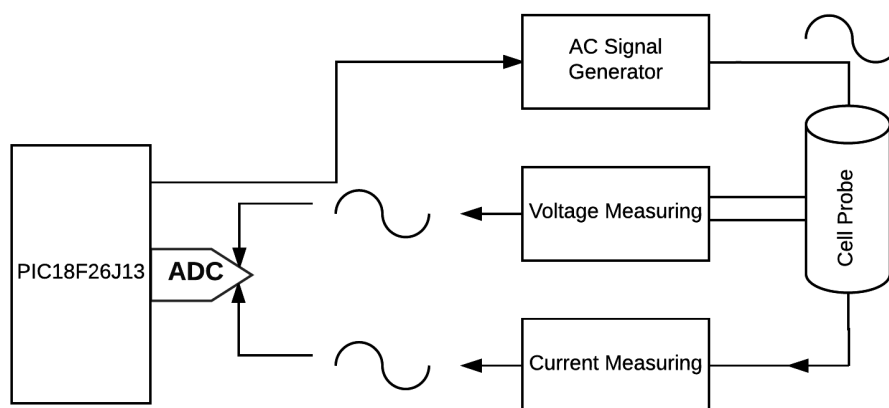 AC Signal
Generator
Voltage Measuring
Cell Probe
PIC18F26J13
ADC
Current Measuring